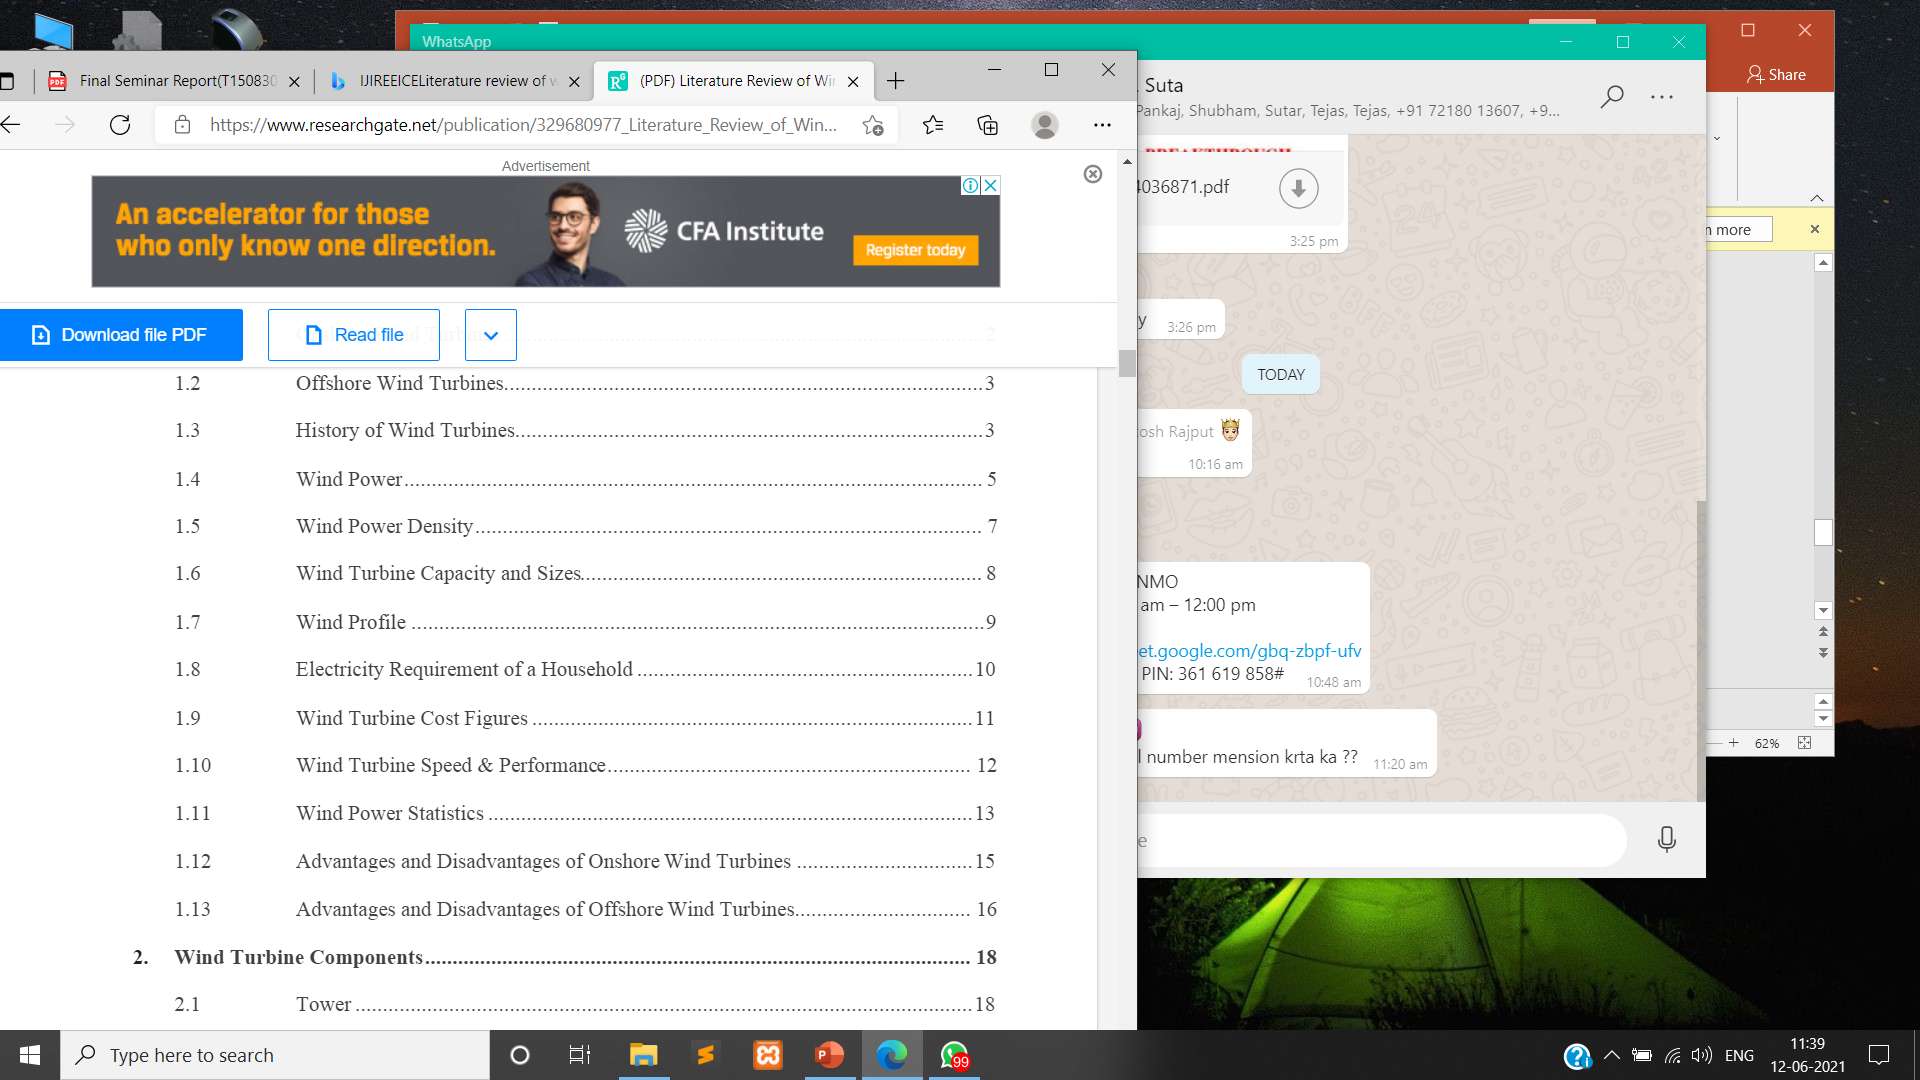 WhatsApp
Share
Final Seminar Report(T150830
IJIREEICELiterature review of w
(PDF) Literature Review of Win
https://www.researchgate.net/publication/329680977_Literature_Review_of_Win...
Suta
Pankaj, Shubham, Sutar, Tejas, Tejas, +91 72180 13607, +9...
Advertisement
An accelerator for those
who only know one direction.
CFA Institute
Register today
4036871.pdf
3:25 pm
n more
y 3:26 pm
Download file PDF
Read file
2
TODAY
1.2 Offshore Wind Turbines 3
1.3 History of Wind Turbines 3
tosh Rajput
10:16 am
1.4 Wind Power 5
1.5 Wind Power Density 7
1.6 Wind Turbine Capacity and Sizes 8
NMO
am – 12:00 pm
1.7 Wind Profile 9
et.google.com/gbq-zbpf-ufv
PIN: 361 619 858#
10:48 am
1.8 Electricity Requirement of a Household 10
1.9 Wind Turbine Cost Figures 11
l number mension krta ka ??
11:20 am
62%
1.10 Wind Turbine Speed & Performance 12
1.11 Wind Power Statistics 13
e
1.12 Advantages and Disadvantages of Onshore Wind Turbines 15
1.13 Advantages and Disadvantages of Offshore Wind Turbines 16
2. Wind Turbine Components 18
2.1 Tower 18
Type here to search
99
ENG
11:39
12-06-2021